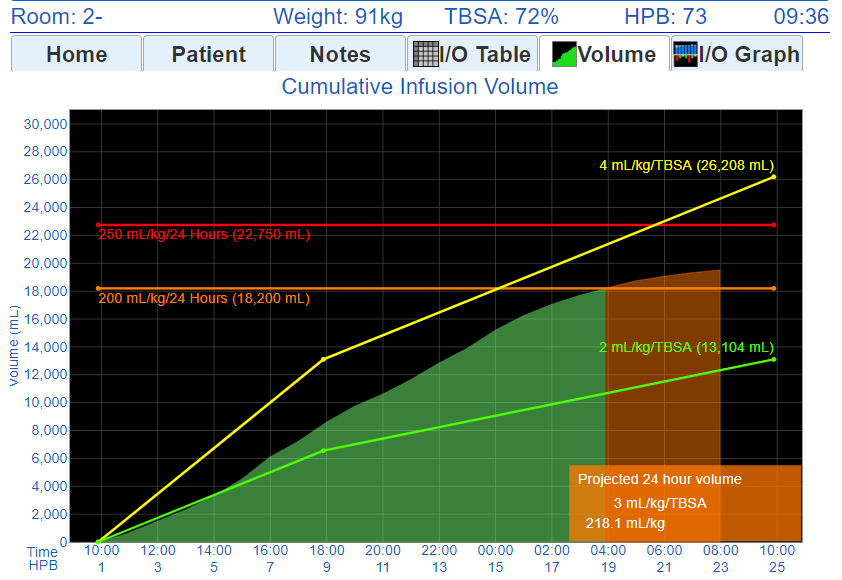 Room: 2- Weight: 91kg TBSA: 72% HPB: 73 09:36
Home Patient Notes I/O Table Volume I/O Graph
Cumulative Infusion Volume
30,000
28,000
26,000
24,000
22,000
20,000
18,000
16,000
14,000
12,000
10,000
8,000
6,000
4,000
2,000
0
Volume (mL)
4 mL/kg/TBSA (26,208 mL)
250 mL/kg/24 Hours (22,750 mL)
200 mL/kg/24 Hours (18,200 mL)
2 mL/kg/TBSA (13,104 mL)
Projected 24 hour volume
3 mL/kg/TBSA
218.1 mL/kg
Time 10:00 12:00 14:00 16:00 18:00 20:00 22:00 00:00 02:00 04:00 06:00 08:00 10:00
HPB 1 3 5 7 9 11 13 15 17 19 21 23 25